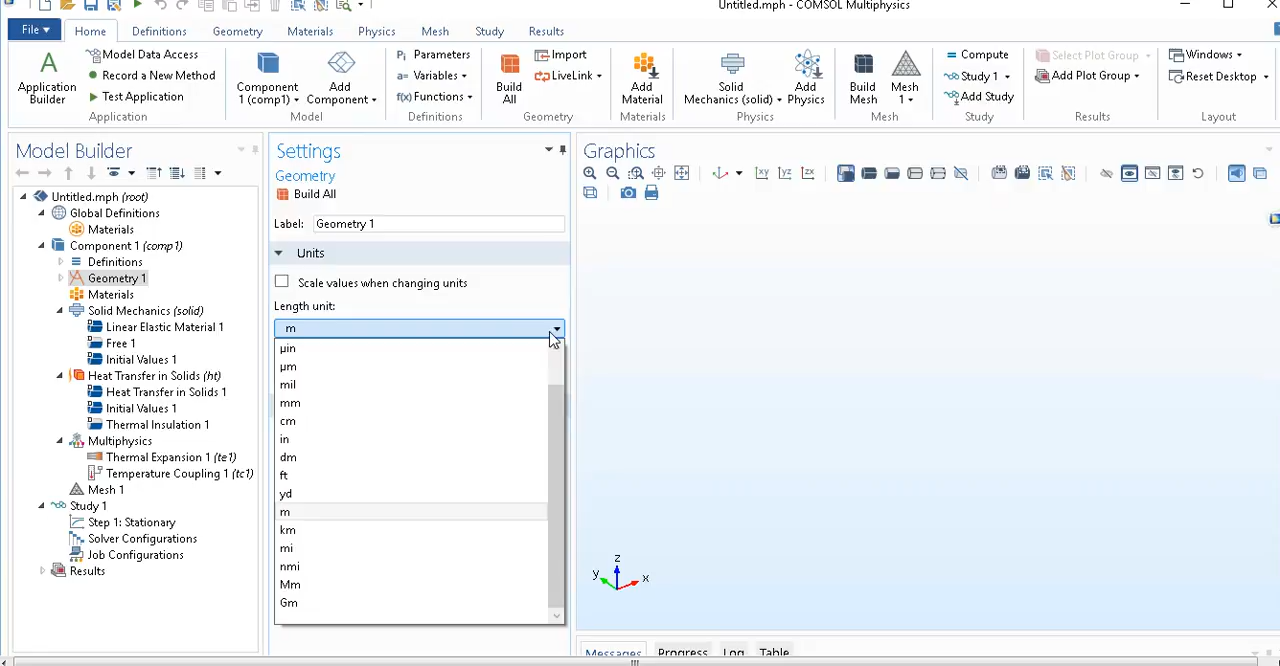 Untitled.mph - COMSOL Multiphysics
File Home Definitions Geometry Materials Physics Mesh Study Results
Application Builder
Model Data Access
Record a New Method
Test Application
Application
Component 1 (comp1)
Add Component
Model
Parameters
Variables
Functions
Definitions
Build All
Import
LiveLink
Geometry
Add Material
Materials
Solid Mechanics (solid)
Add Physics
Physics
Build Mesh
Mesh 1
Mesh
Compute
Study 1
Add Study
Study
Select Plot Group
Add Plot Group
Results
Windows
Reset Desktop
Layout
Model Builder
Untitled.mph (root)
Global Definitions
Materials
Component 1 (comp1)
Definitions
Geometry 1
Materials
Solid Mechanics (solid)
Linear Elastic Material 1
Free 1
Initial Values 1
Heat Transfer in Solids (ht)
Heat Transfer in Solids 1
Initial Values 1
Thermal Insulation 1
Multiphysics
Thermal Expansion 1 (te1)
Temperature Coupling 1 (tc1)
Mesh 1
Study 1
Step 1: Stationary
Solver Configurations
Job Configurations
Results
Settings
Geometry
Build All
Label: Geometry 1
Units
Scale values when changing units
Length unit:
m
µin
µm
mil
mm
cm
in
dm
ft
yd
m
km
mi
nmi
Mm
Gm
Graphics
xy yz zx
z
y
x
Messages Progress Log Table